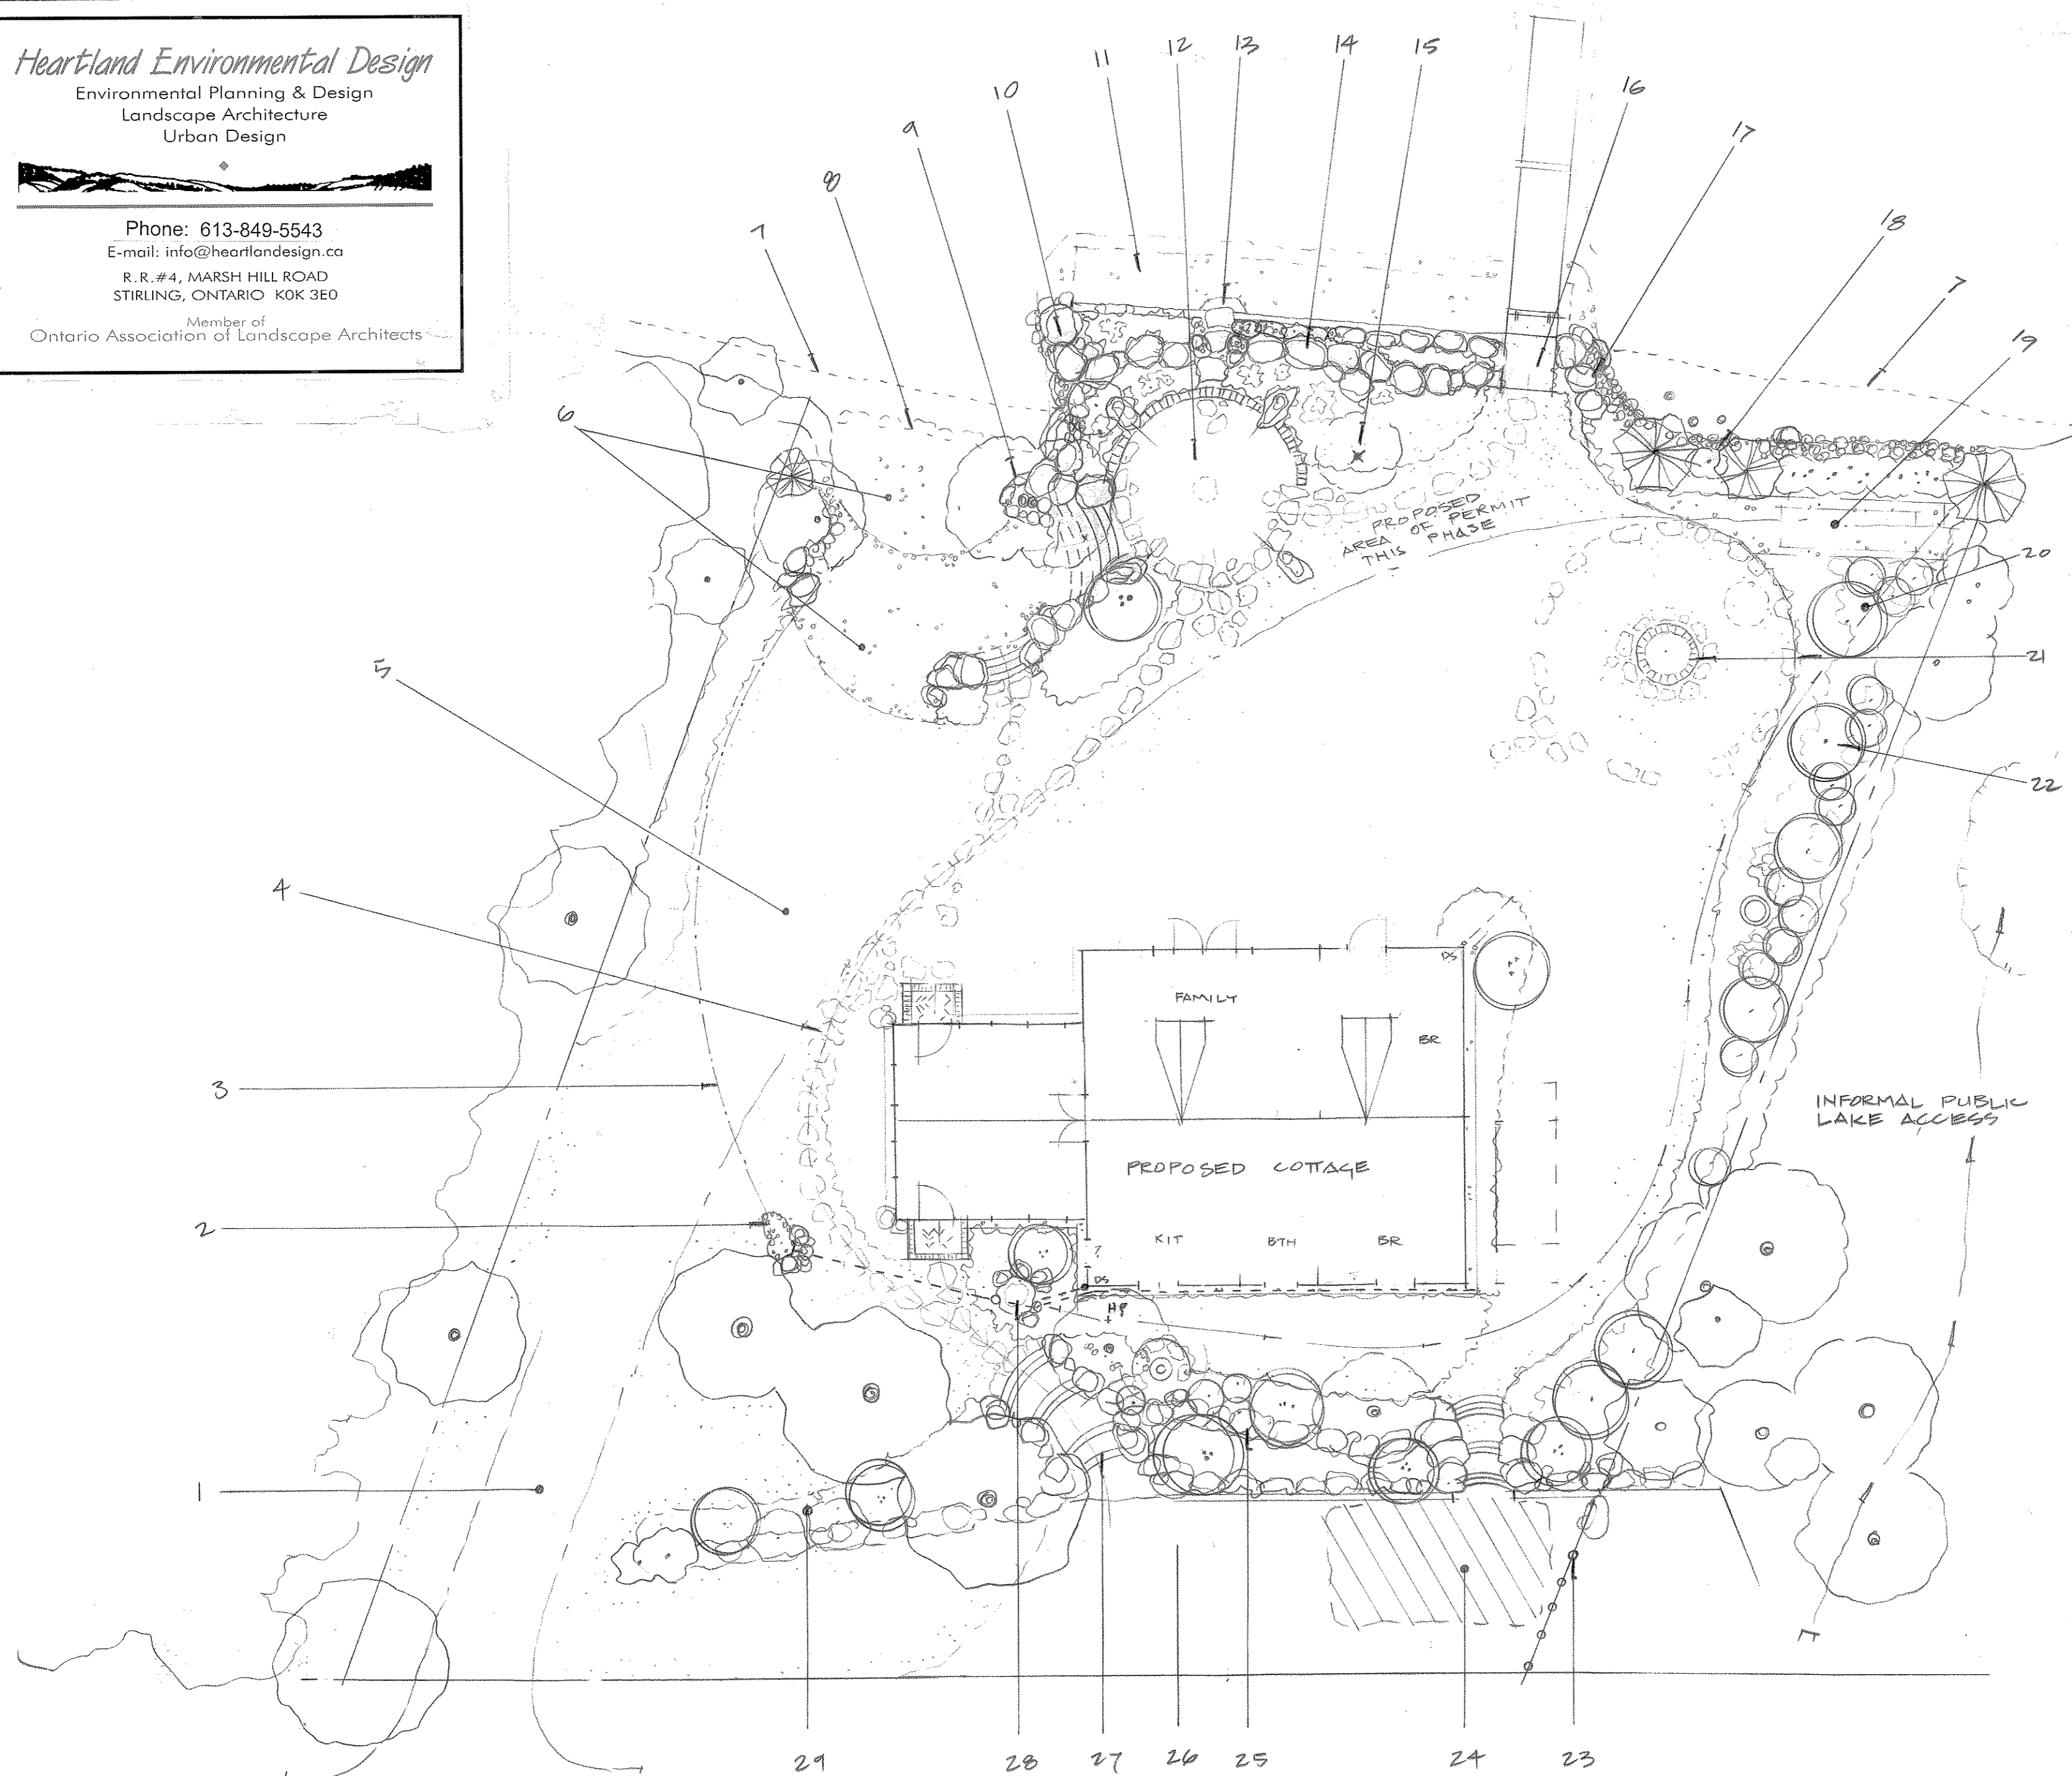 Heartland Environmental Design
Environmental Planning & Design
Landscape Architecture
Urban Design
Phone: 613-849-5543
E-mail: info@heartlandesign.ca
R.R.#4, MARSH HILL ROAD
STIRLING, ONTARIO K0K 3E0
Member of
Ontario Association of Landscape Architects
11
12
13
14
15
10
16
9
17
8
7
18
7
6
19
PROPOSED
AREA OF PERMIT
THIS PHASE
20
5
21
22
4
DS
FAMILY
BR
3
INFORMAL PUBLIC
LAKE ACCESS
PROPOSED COTTAGE
2
KIT
BTH
BR
?
DS
HP
1
29
28
27
26
25
24
23